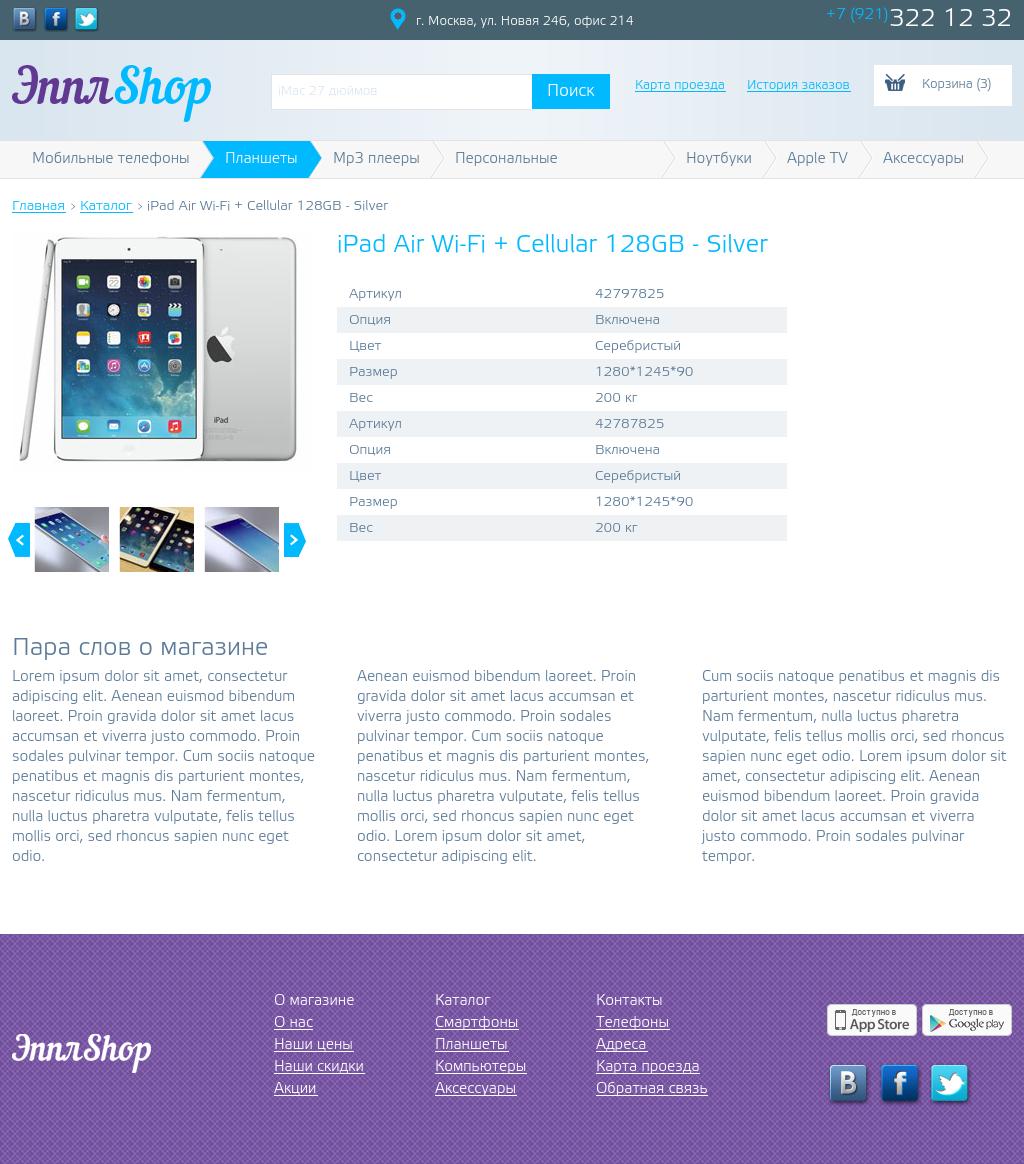 г. Москва, ул. Новая 246, офис 214
+7 (921) 322 12 32
ЭnплShop
iMac 27 дюймов
Поиск
Карта проезда
История заказов
Корзина (3)
Мобильные телефоны
Планшеты
Mp3 плееры
Персональные
Ноутбуки
Apple TV
Аксессуары
Главная > Каталог > iPad Air Wi-Fi + Cellular 128GB - Silver
iPad Air Wi-Fi + Cellular 128GB - Silver
Артикул 42797825
Опция Включена
Цвет Серебристый
Размер 1280*1245*90
Вес 200 кг
Артикул 42787825
Опция Включена
Цвет Серебристый
Размер 1280*1245*90
Вес 200 кг
iPad
Пара слов о магазине
Lorem ipsum dolor sit amet, consectetur
adipiscing elit. Aenean euismod bibendum
laoreet. Proin gravida dolor sit amet lacus
accumsan et viverra justo commodo. Proin
sodales pulvinar tempor. Cum sociis natoque
penatibus et magnis dis parturient montes,
nascetur ridiculus mus. Nam fermentum,
nulla luctus pharetra vulputate, felis tellus
mollis orci, sed rhoncus sapien nunc eget
odio.
Aenean euismod bibendum laoreet. Proin
gravida dolor sit amet lacus accumsan et
viverra justo commodo. Proin sodales
pulvinar tempor. Cum sociis natoque
penatibus et magnis dis parturient montes,
nascetur ridiculus mus. Nam fermentum,
nulla luctus pharetra vulputate, felis tellus
mollis orci, sed rhoncus sapien nunc eget
odio. Lorem ipsum dolor sit amet,
consectetur adipiscing elit.
Cum sociis natoque penatibus et magnis dis
parturient montes, nascetur ridiculus mus.
Nam fermentum, nulla luctus pharetra
vulputate, felis tellus mollis orci, sed rhoncus
sapien nunc eget odio. Lorem ipsum dolor sit
amet, consectetur adipiscing elit. Aenean
euismod bibendum laoreet. Proin gravida
dolor sit amet lacus accumsan et viverra
justo commodo. Proin sodales pulvinar
tempor.
ЭnплShop
О магазине
О нас
Наши цены
Наши скидки
Акции
Каталог
Смартфоны
Планшеты
Компьютеры
Аксессуары
Контакты
Телефоны
Адреса
Карта проезда
Обратная связь
Доступно в
App Store
Доступно в
Google play